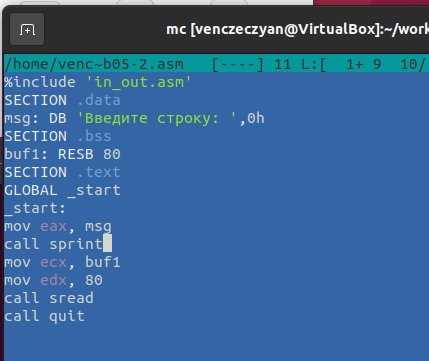 mc [venczeczyan@VirtualBox]:~/work
/home/venc~b05-2.asm [----] 11 L:[ 1+ 9 10/
%include 'in_out.asm'
SECTION .data
msg: DB 'Введите строку: ',0h
SECTION .bss
buf1: RESB 80
SECTION .text
GLOBAL _start
_start:
mov eax, msg
call sprint
mov ecx, buf1
mov edx, 80
call sread
call quit